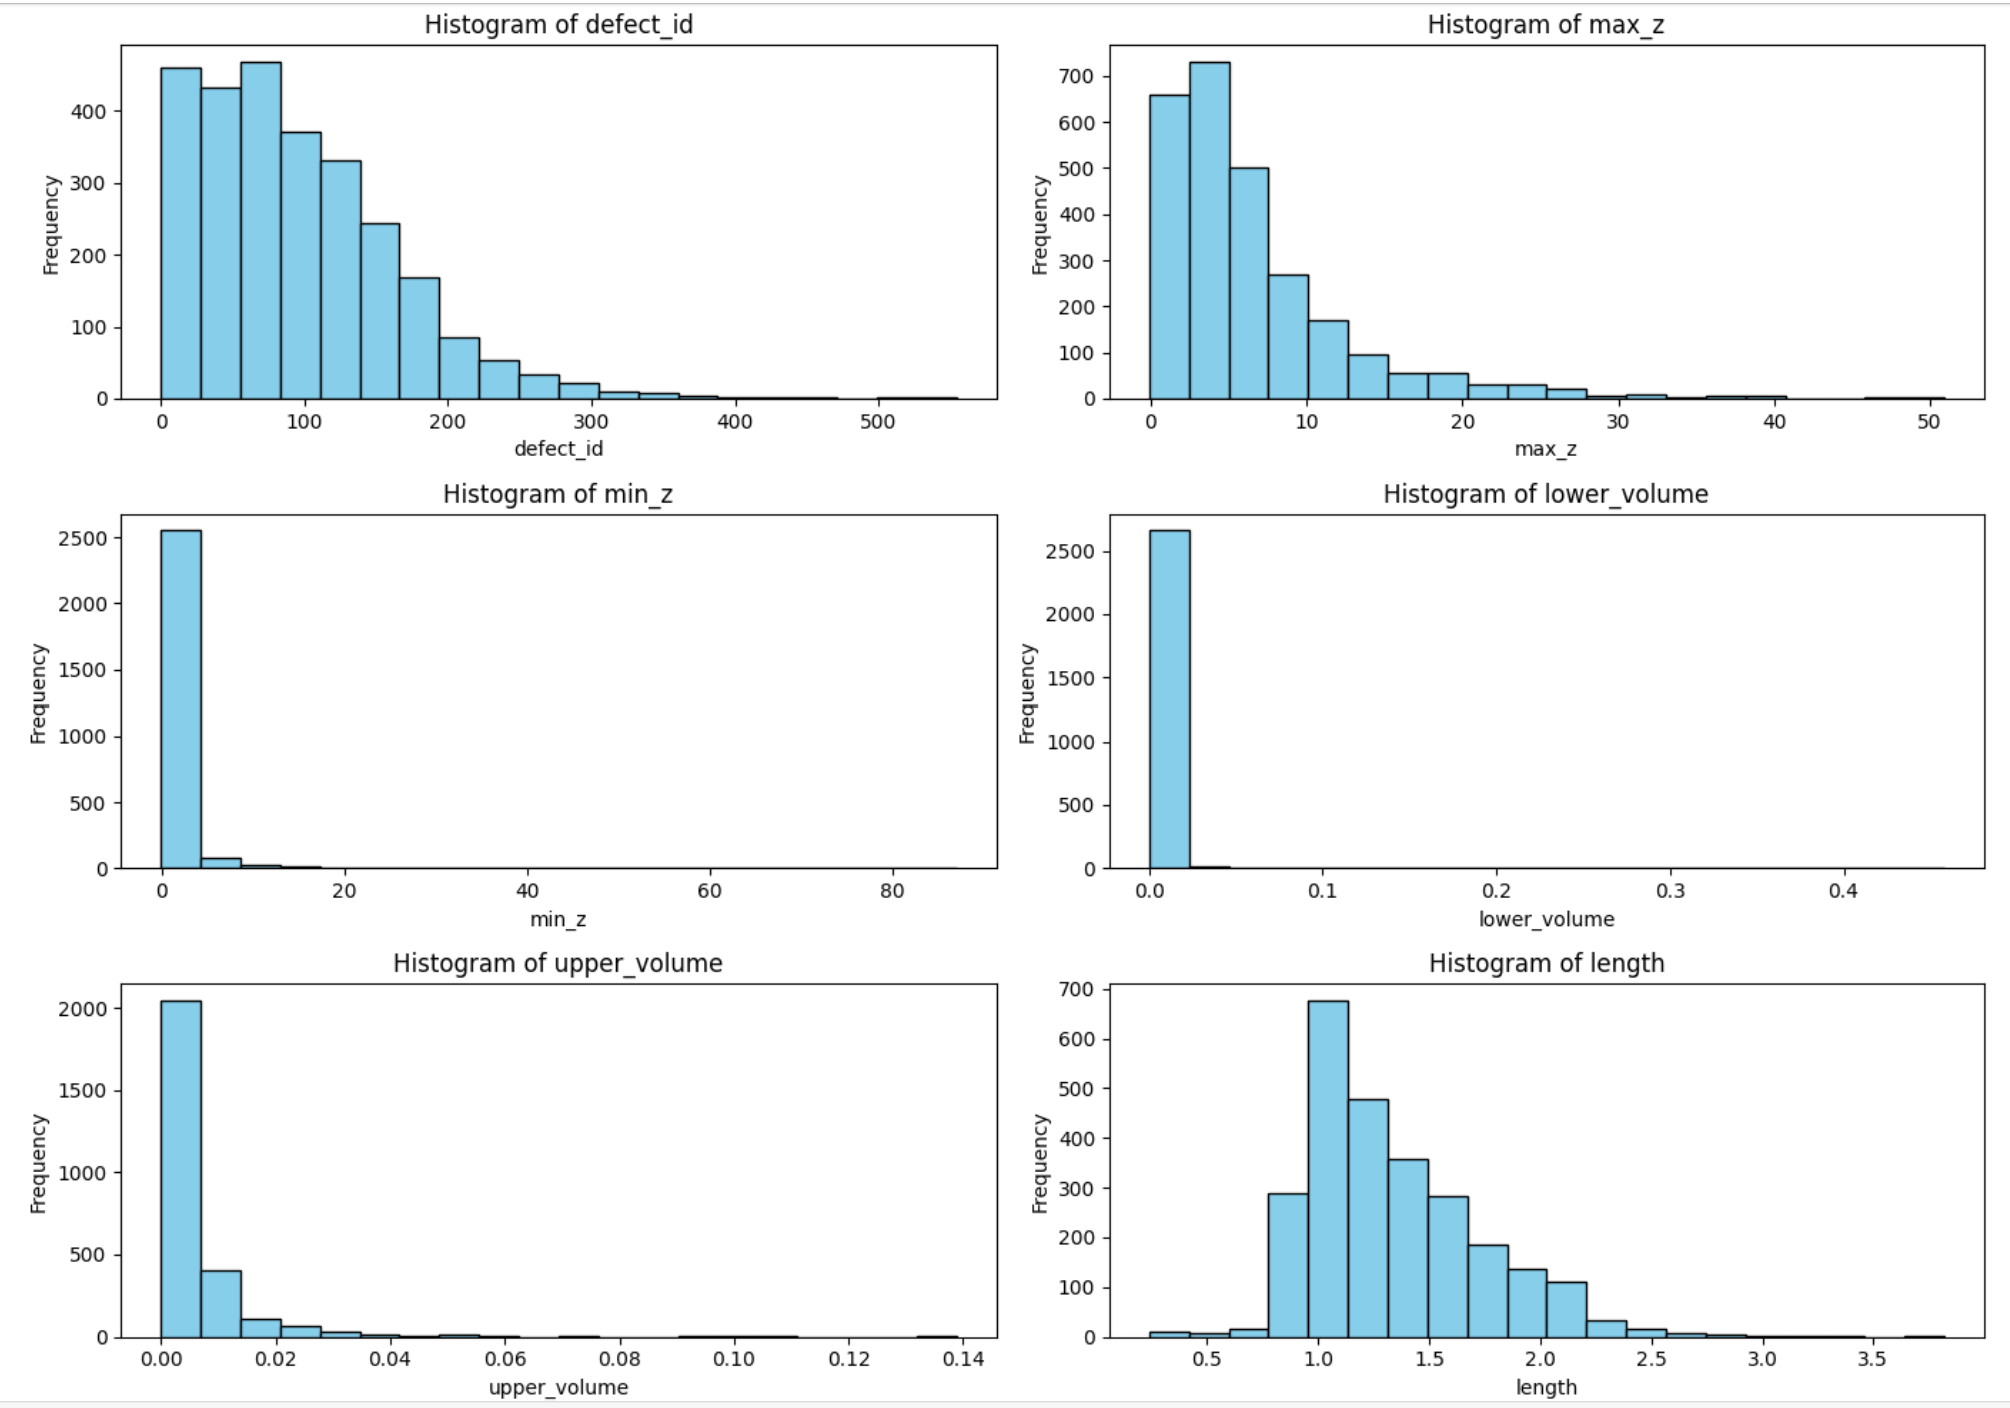 Histogram of defect_id
Frequency
400
300
200
100
0
0 100 200 300 400 500
defect_id
Histogram of max_z
Frequency
700
600
500
400
300
200
100
0
0 10 20 30 40 50
max_z
Histogram of min_z
Frequency
2500
2000
1500
1000
500
0
0 20 40 60 80
min_z
Histogram of lower_volume
Frequency
2500
2000
1500
1000
500
0
0.0 0.1 0.2 0.3 0.4
lower_volume
Histogram of upper_volume
Frequency
2000
1500
1000
500
0
0.00 0.02 0.04 0.06 0.08 0.10 0.12 0.14
upper_volume
Histogram of length
Frequency
700
600
500
400
300
200
100
0
0.5 1.0 1.5 2.0 2.5 3.0 3.5
length